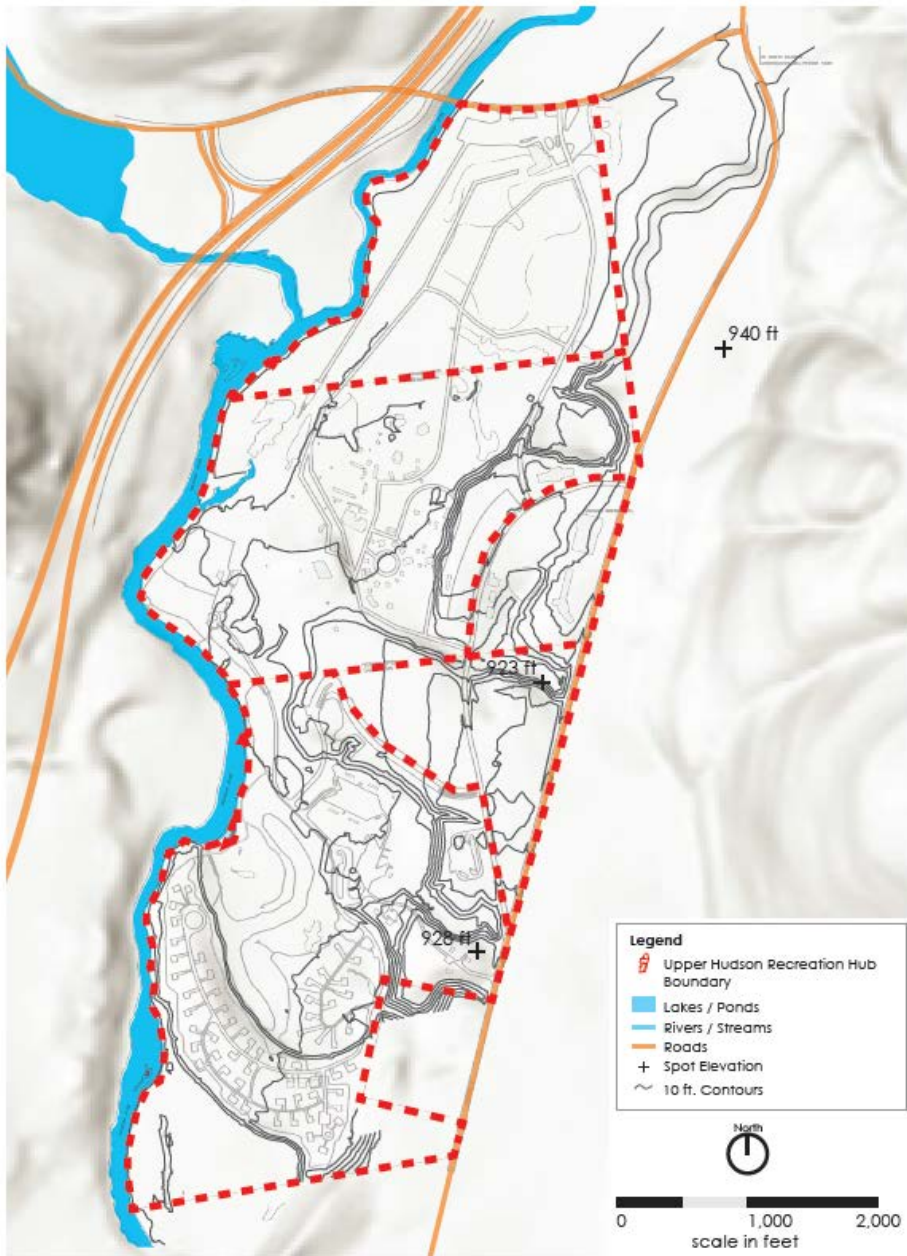 940 ft
923 ft
928 ft
Legend
Upper Hudson Recreation Hub
Boundary
Lakes / Ponds
Rivers / Streams
Roads
Spot Elevation
10 ft. Contours
North
0 1,000 2,000
scale in feet